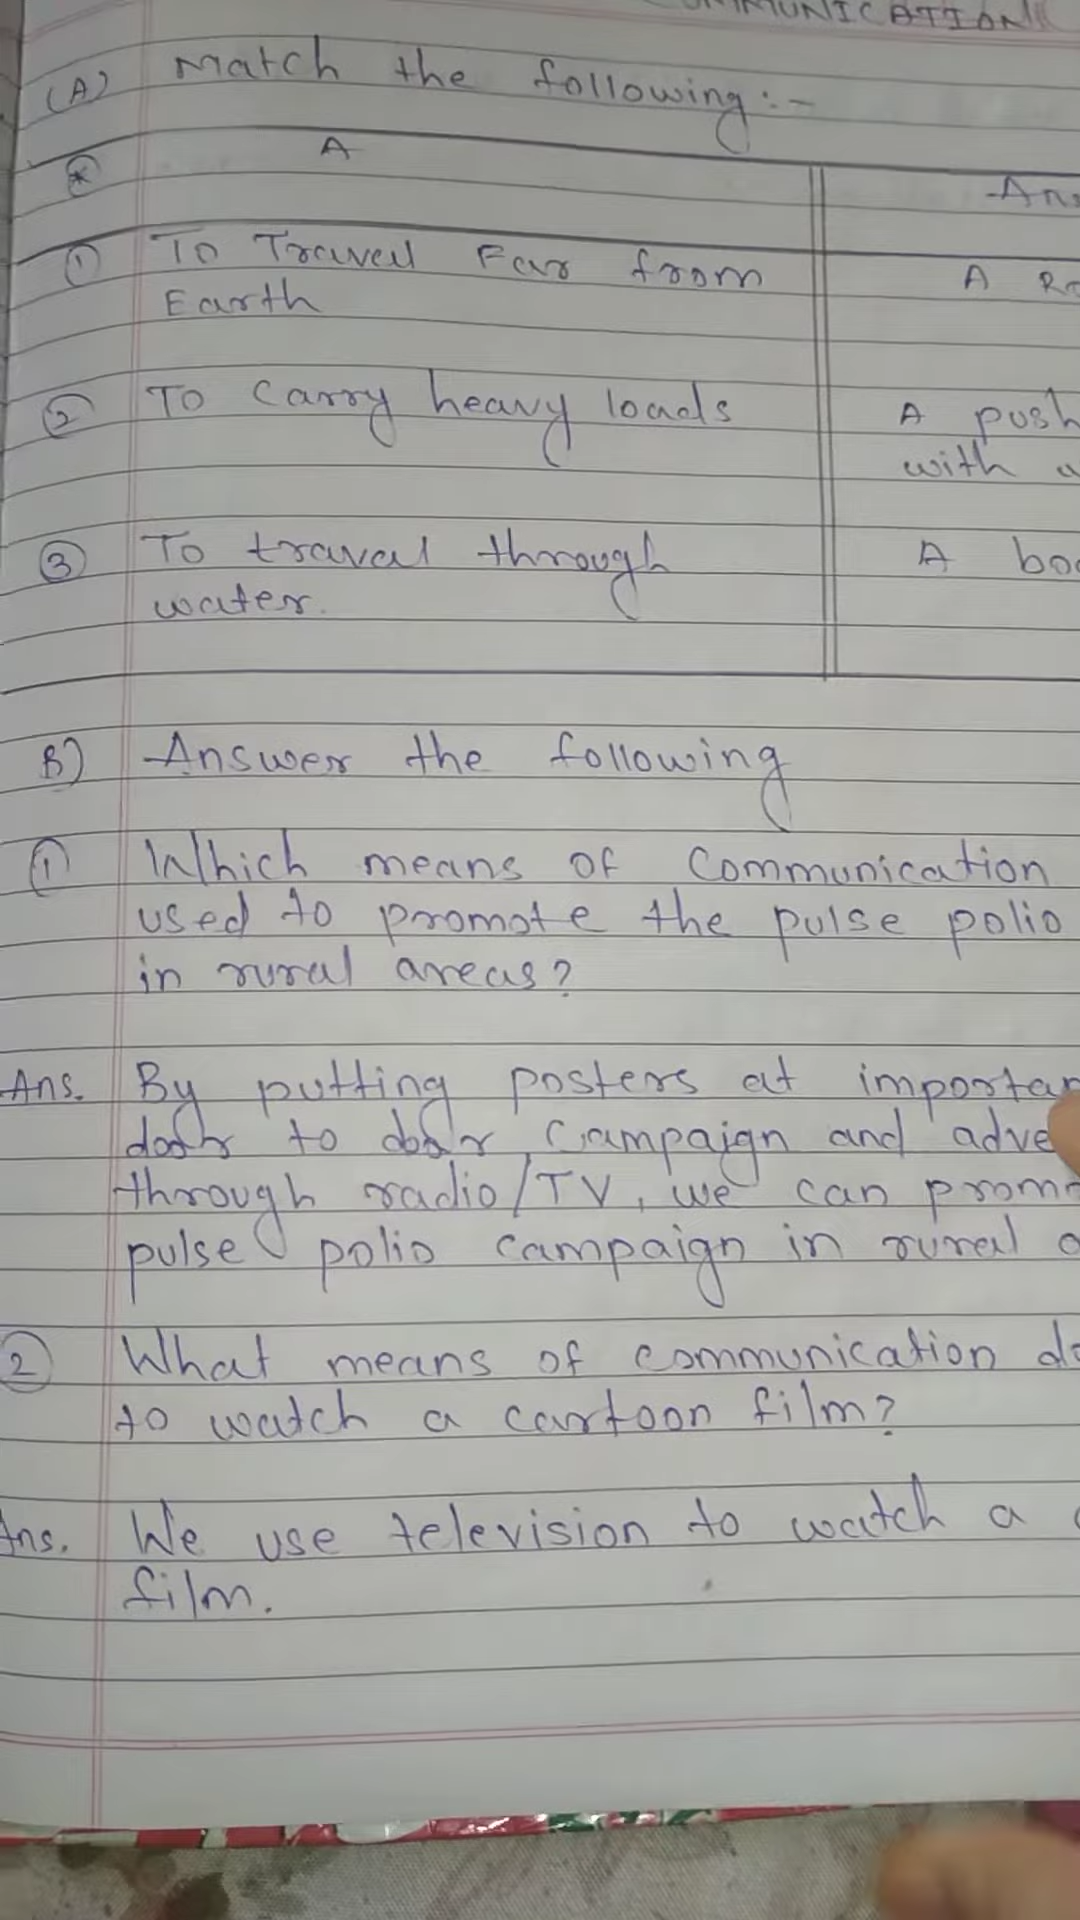 (A) Match the following :-
A
Ans
① To Travel Far from A
Earth
② To carry heavy loads A push
with a
③ To traval through A
water.
B) Answer the following
① Which means of Communication
used to promote the pulse polio
in rural areas?
Ans. By putting posters at
door to door campaign and
through radio/TV, we can
pulse polio campaign in rural
2 What means of communication
to watch a cartoon film?
Ans. We use television to watch a
film.